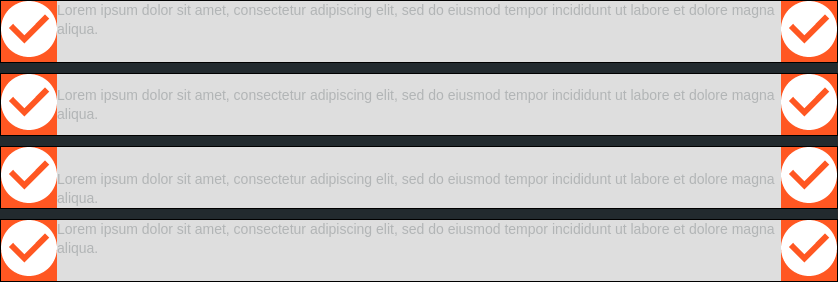 Lorem ipsum dolor sit amet, consectetur adipiscing elit, sed do eiusmod tempor incididunt ut labore et dolore magna
aliqua.
Lorem ipsum dolor sit amet, consectetur adipiscing elit, sed do eiusmod tempor incididunt ut labore et dolore magna
aliqua.
Lorem ipsum dolor sit amet, consectetur adipiscing elit, sed do eiusmod tempor incididunt ut labore et dolore magna
aliqua.
Lorem ipsum dolor sit amet, consectetur adipiscing elit, sed do eiusmod tempor incididunt ut labore et dolore magna
aliqua.